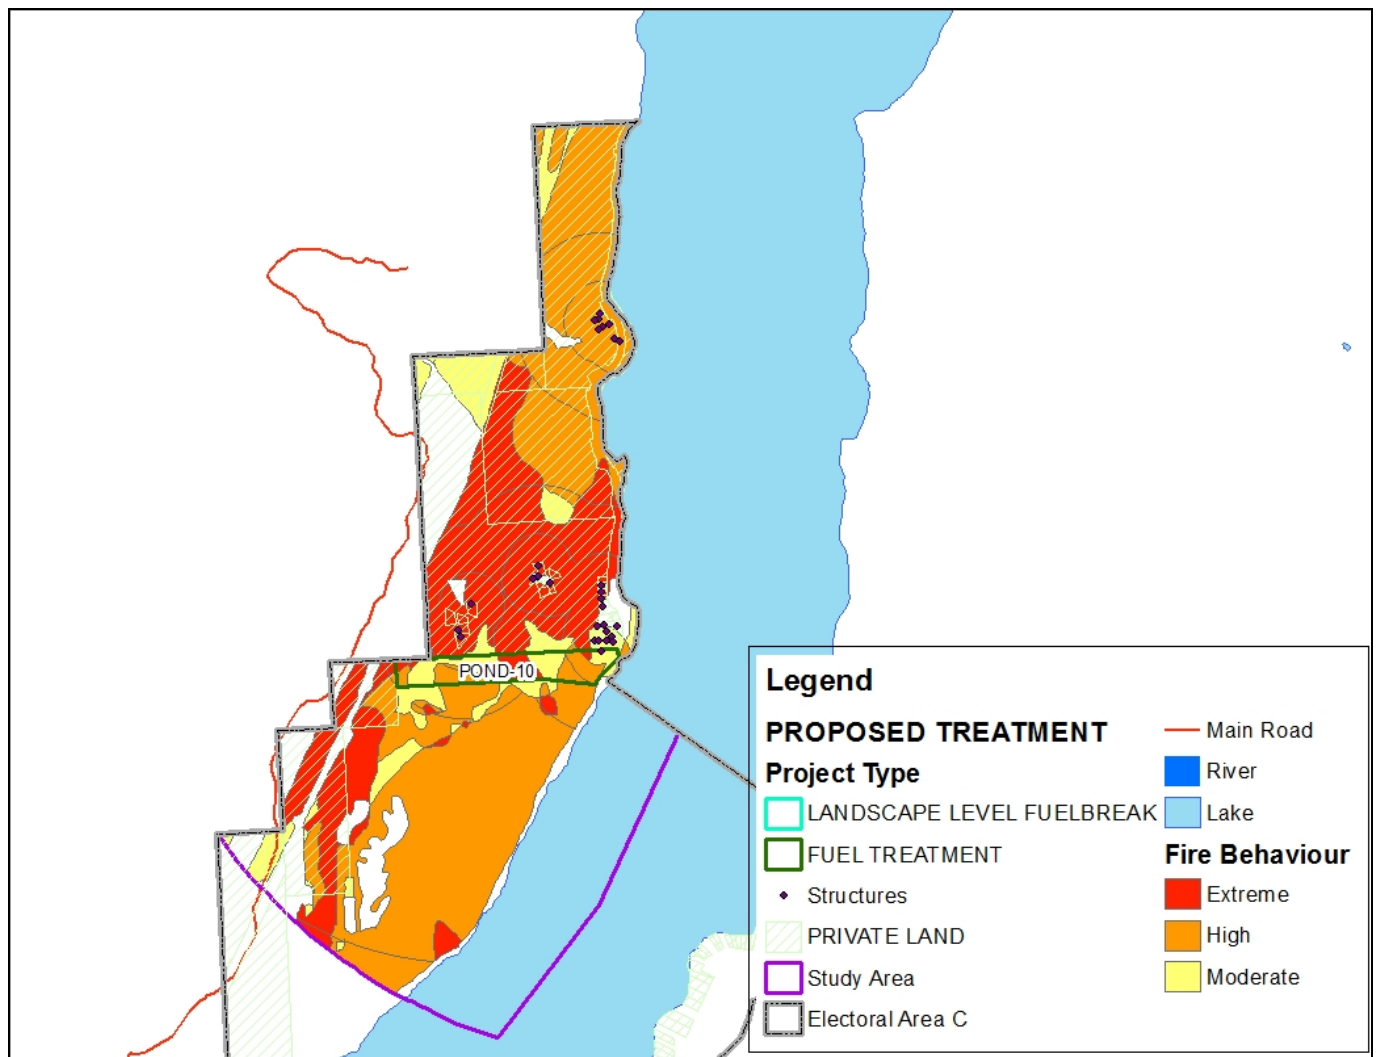 POND-10
Legend
PROPOSED TREATMENT
Project Type
LANDSCAPE LEVEL FUELBREAK
FUEL TREATMENT
Structures
PRIVATE LAND
Study Area
Electoral Area C
Main Road
River
Lake
Fire Behaviour
Extreme
High
Moderate